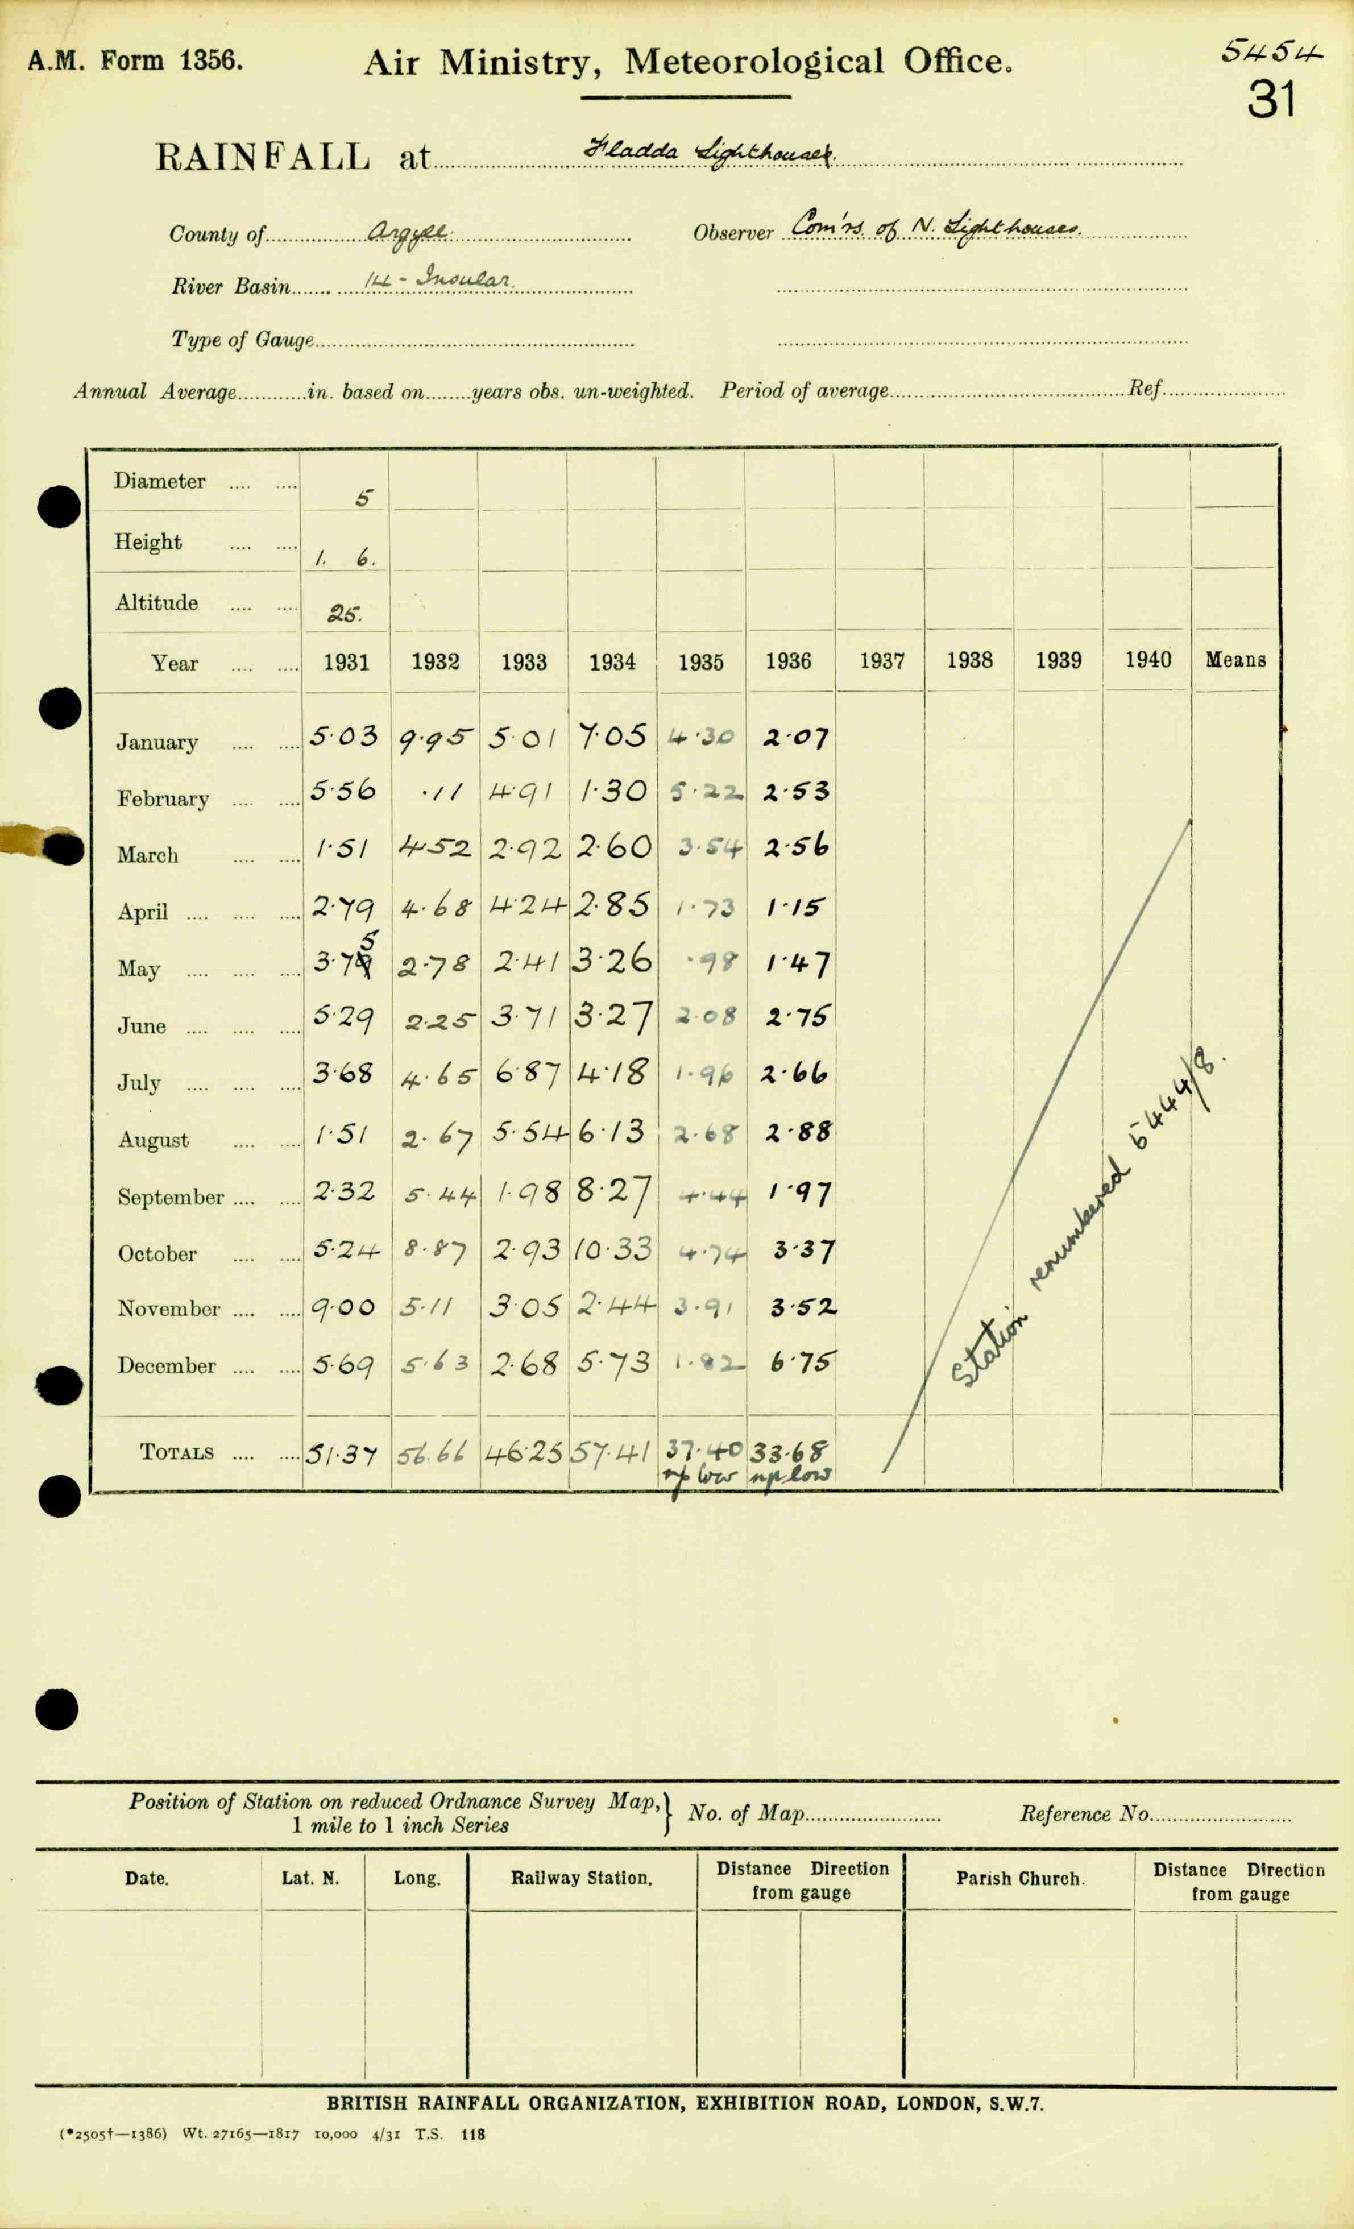 A.M. Form 1356. Air Ministry, Meteorological Office. 5454
31
RAINFALL at Fladda Lighthouse.
County of Argyll. Observer Com'rs. of N. Lighthouses.
River Basin 14 - Insular.
Type of Gauge
Annual Average in. based on years obs. un-weighted. Period of average Ref.
Diameter 5
Height 1. 6.
Altitude 25.
Year 1931 1932 1933 1934 1935 1936 1937 1938 1939 1940 Means
January 5·03 9·95 5·01 7·05 4·30 2·07
February 5·56 ·11 4·91 1·30 5·22 2·53
March 1·51 4·52 2·92 2·60 3·54 2·56
April 2·79 4·68 4·24 2·85 1·73 1·15
May 3·75 2·78 2·41 3·26 ·98 1·47
June 5·29 2·25 3·71 3·27 2·08 2·75
July 3·68 4·65 6·87 4·18 1·96 2·66
August 1·51 2·67 5·54 6·13 2·68 2·88
September 2·32 5·44 1·98 8·27 4·44 1·97
October 5·24 8·87 2·93 10·33 4·74 3·37
November 9·00 5·11 3·05 2·44 3·91 3·52
December 5·69 5·63 2·68 5·73 1·82 6·75
Station renumbered 5444/8.
TOTALS 51·37 56·66 46·25 57·41 37·40 33·68
np low np low
Position of Station on reduced Ordnance Survey Map, } No. of Map Reference No.
1 mile to 1 inch Series
Date. Lat. N. Long. Railway Station. Distance Direction from gauge Parish Church. Distance Direction from gauge
BRITISH RAINFALL ORGANIZATION, EXHIBITION ROAD, LONDON, S.W.7.
(*2505†—1386) Wt. 27165—1817 10,000 4/31 T.S. 118